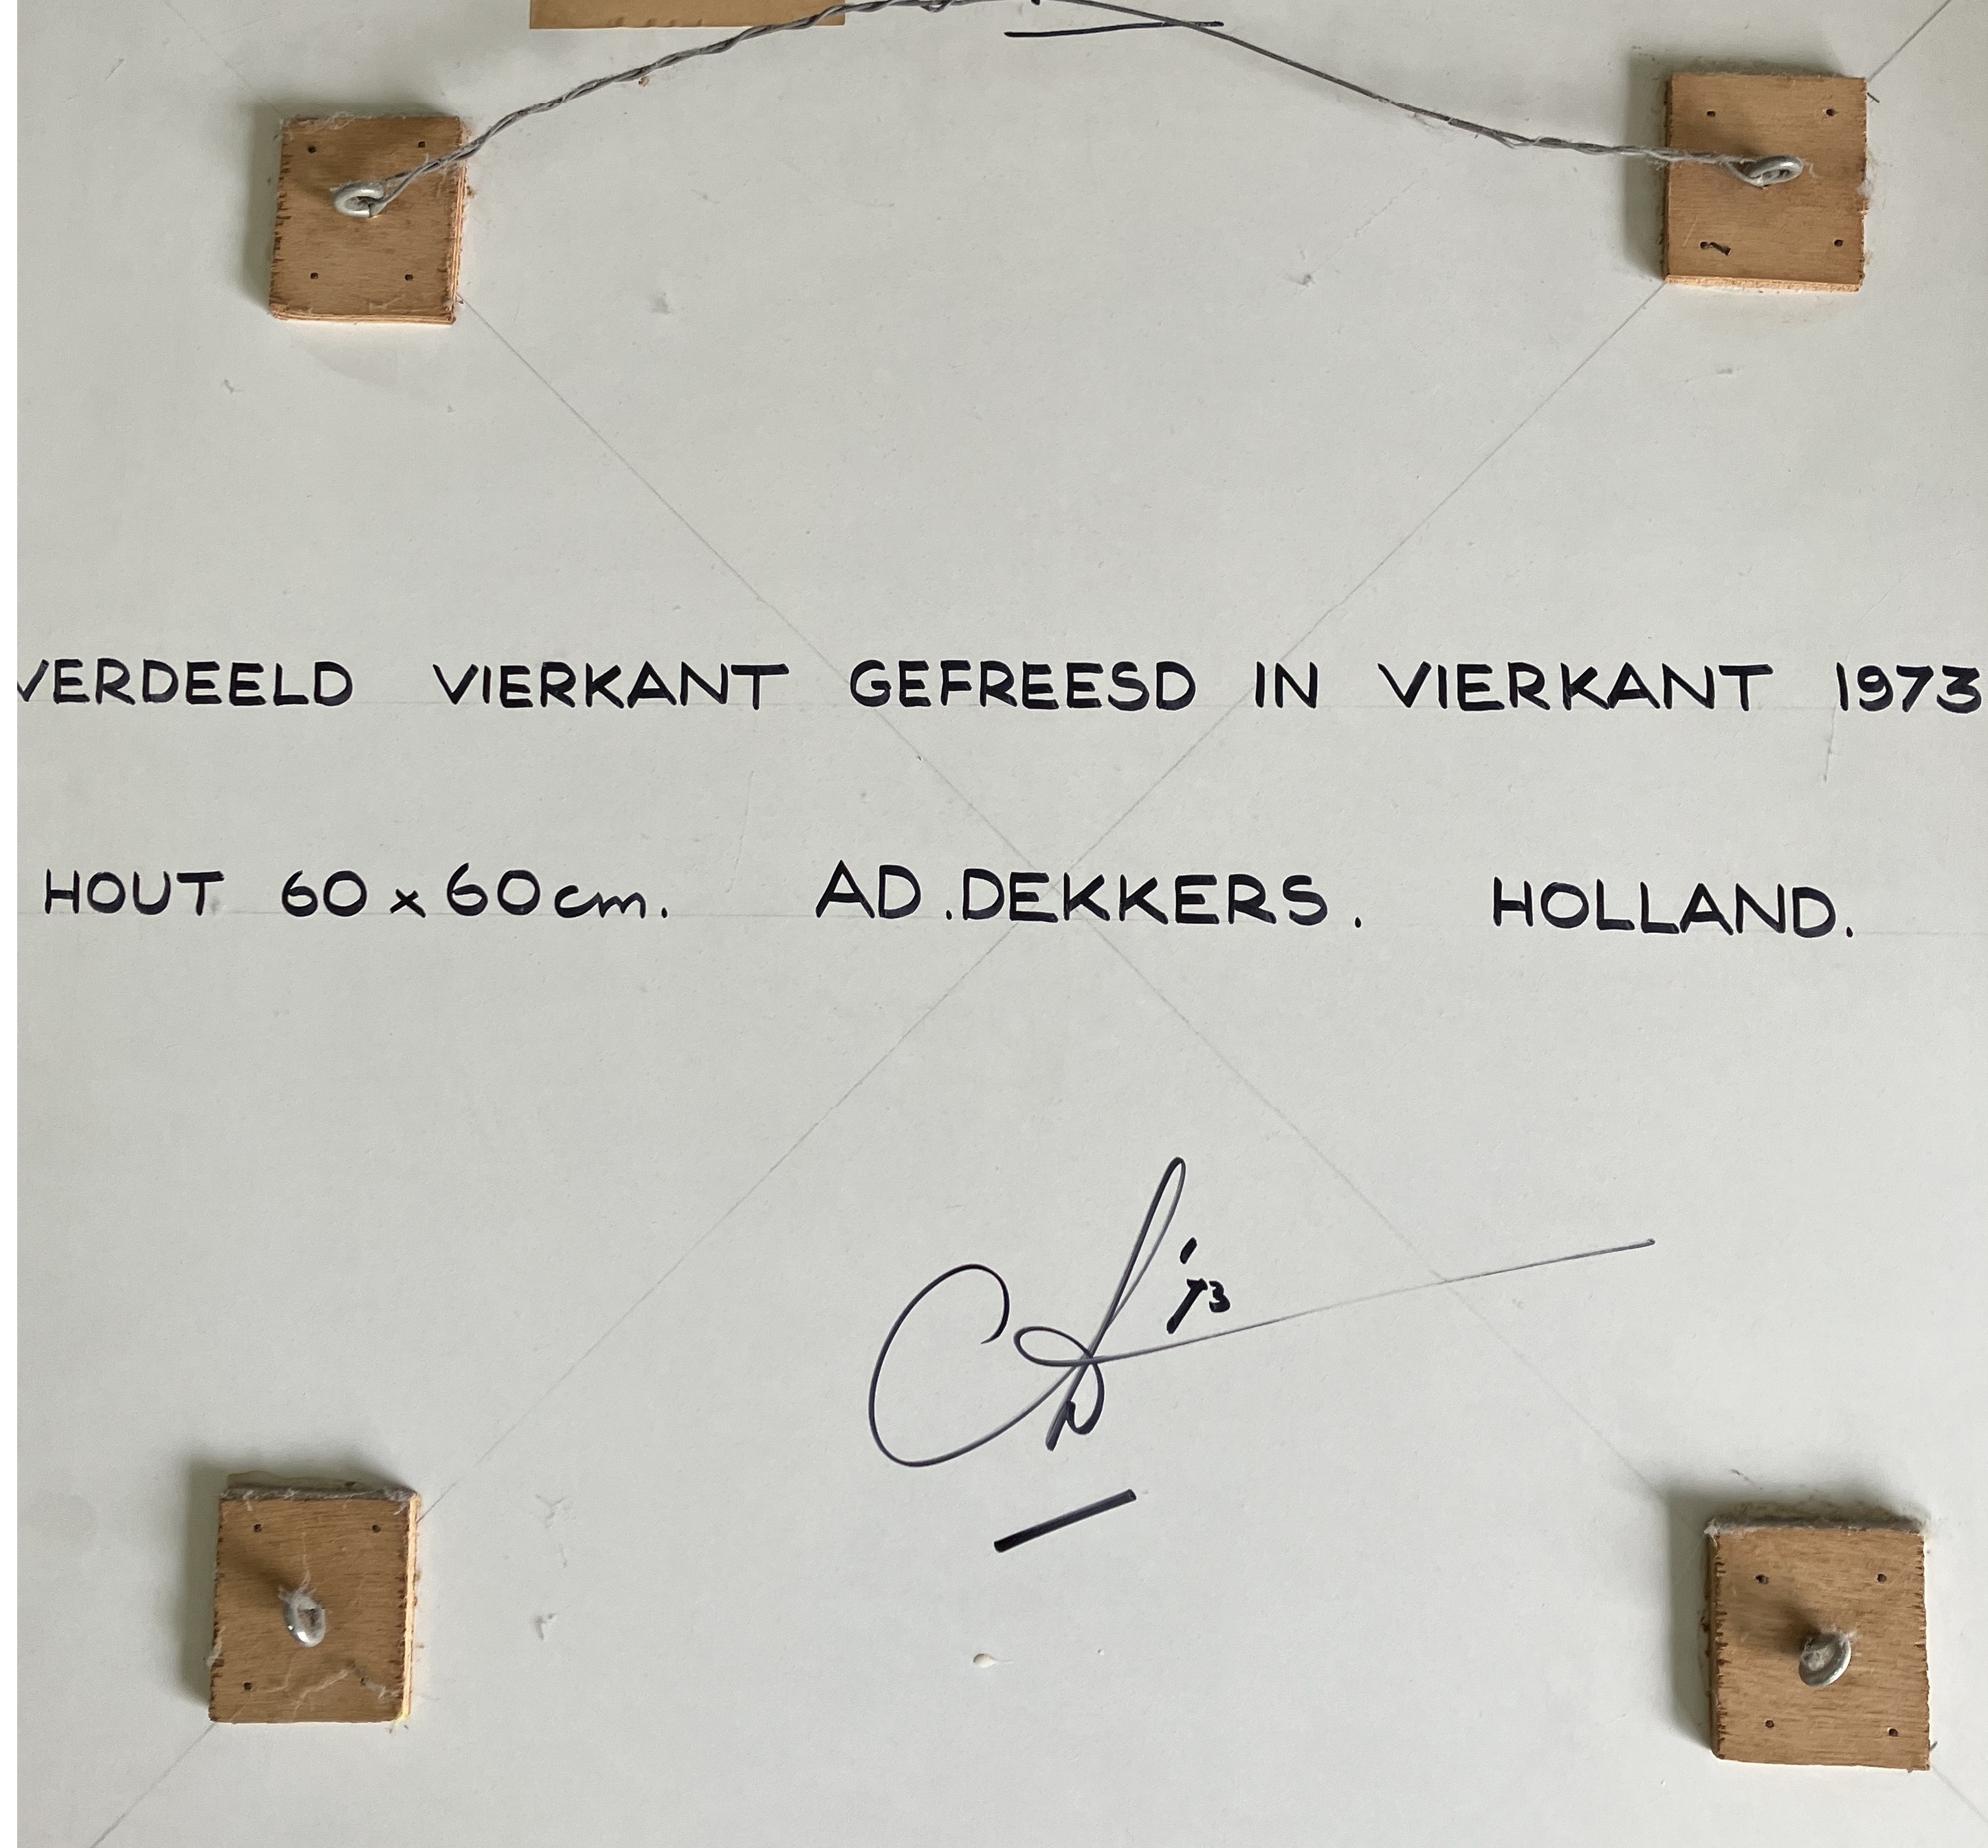 VERDEELD VIERKANT GEFREESD IN VIERKANT 1973
HOUT 60 x 60 cm. AD.DEKKERS. HOLLAND.
'73